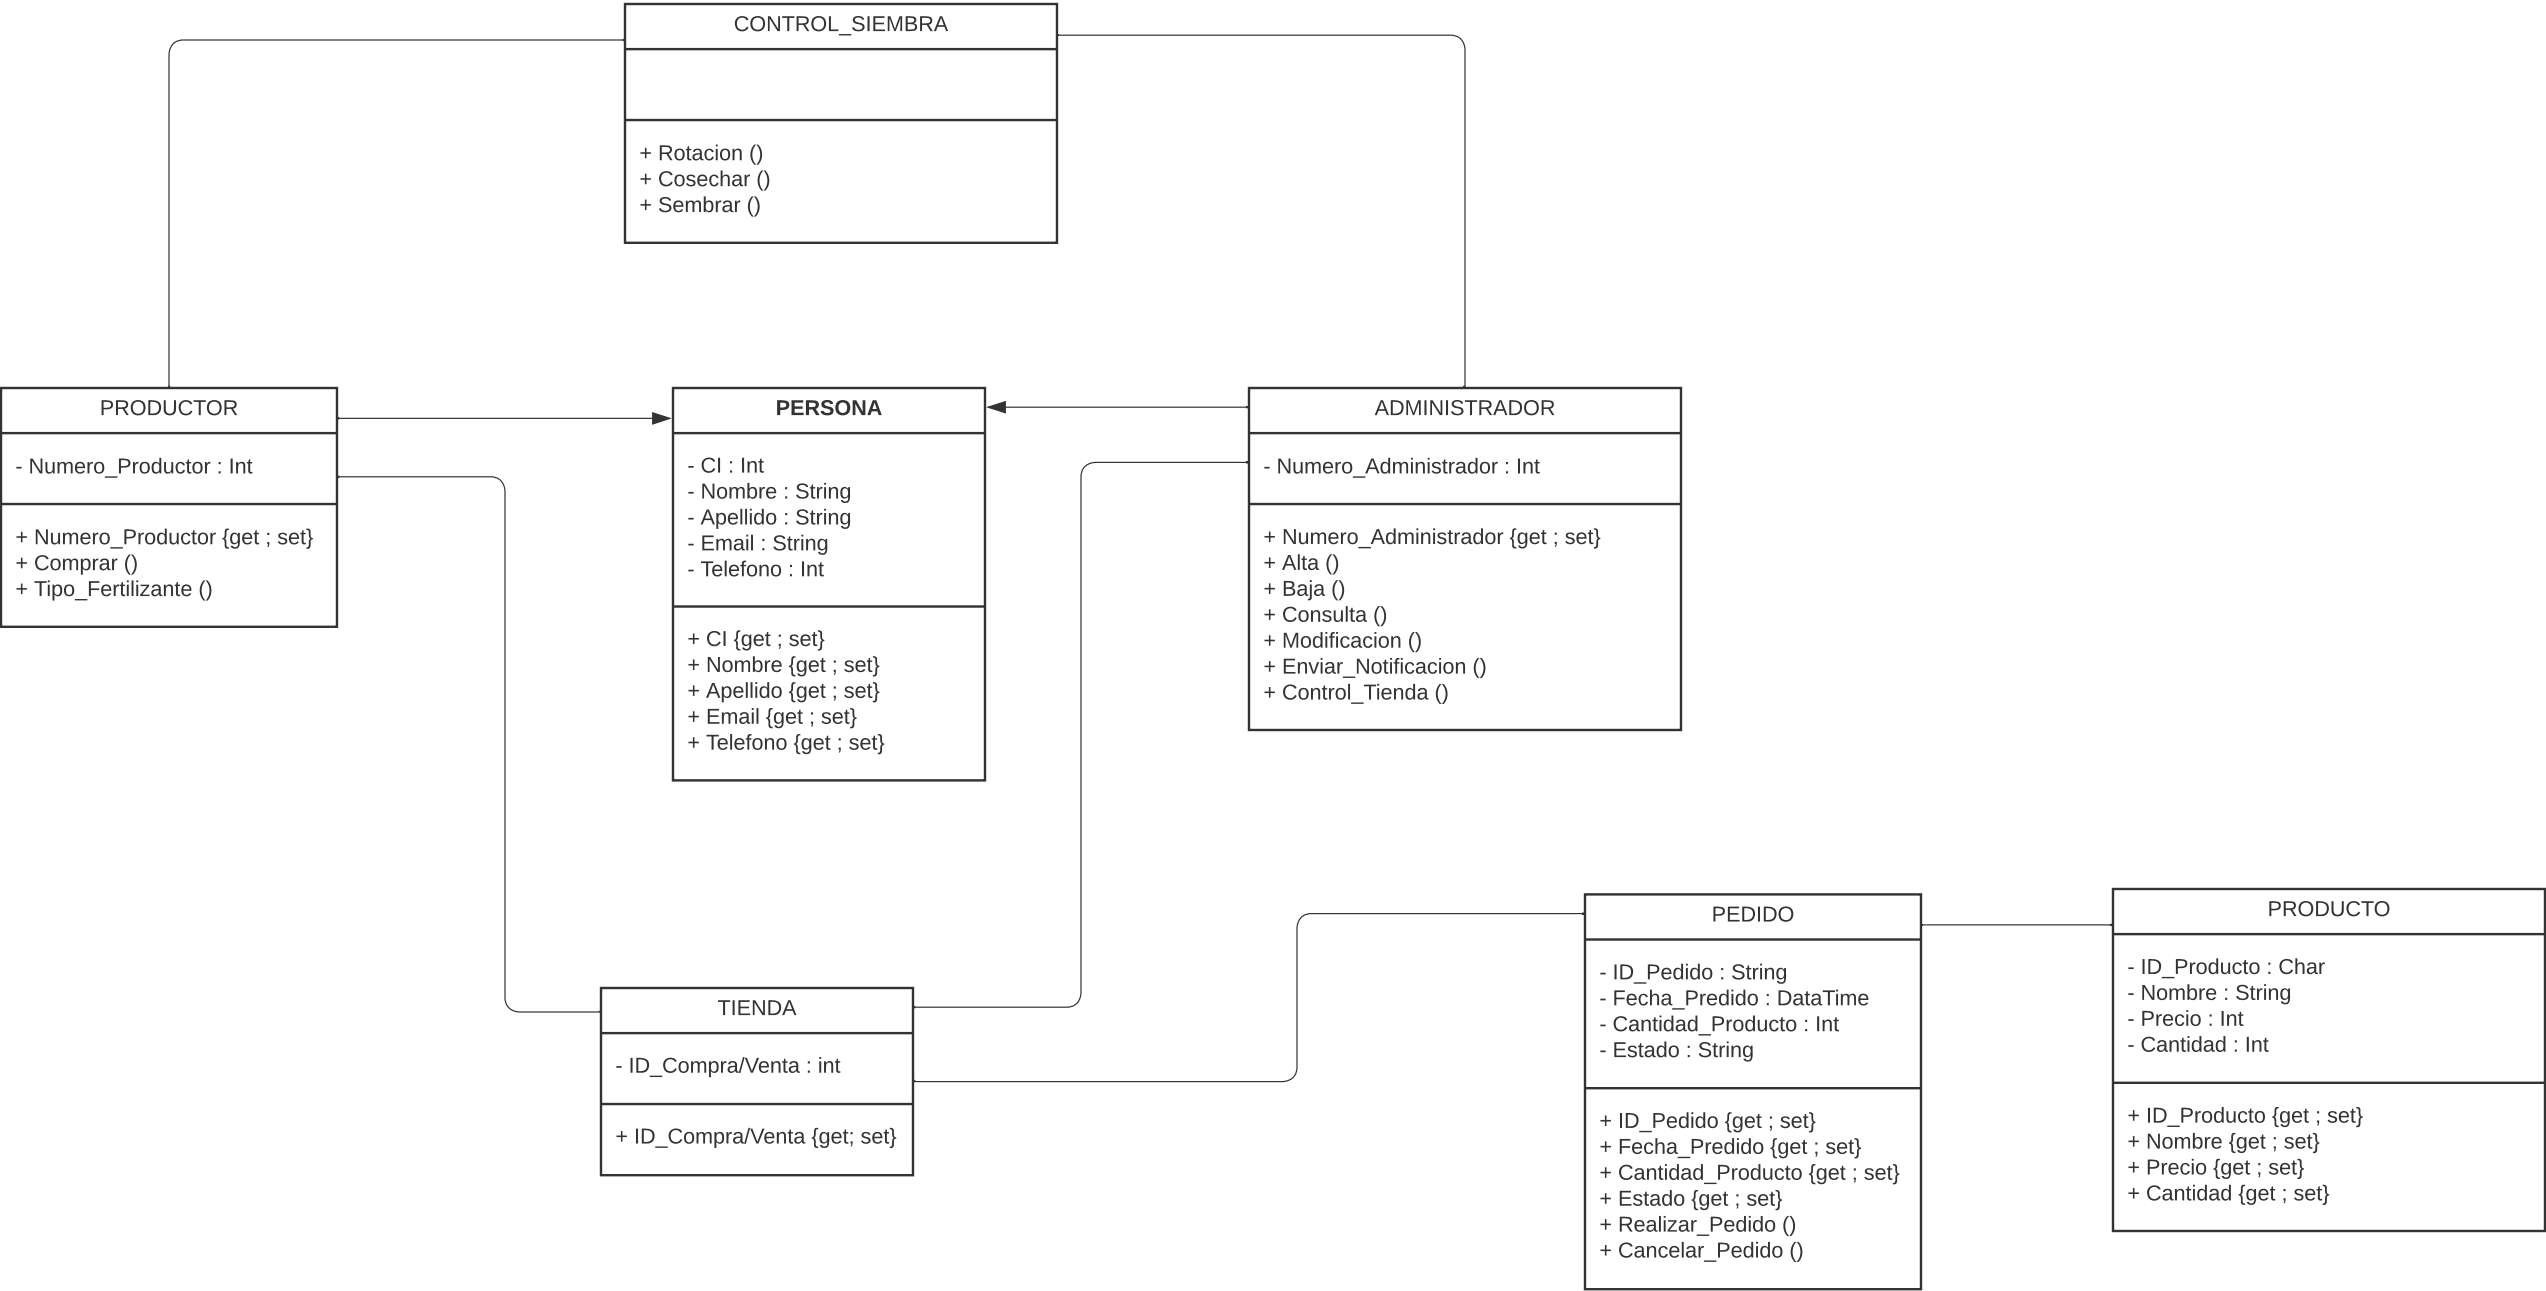 CONTROL_SIEMBRA
+ Rotacion ()
+ Cosechar ()
+ Sembrar ()
PRODUCTOR
- Numero_Productor : Int
+ Numero_Productor {get ; set}
+ Comprar ()
+ Tipo_Fertilizante ()
PERSONA
- CI : Int
- Nombre : String
- Apellido : String
- Email : String
- Telefono : Int
+ CI {get ; set}
+ Nombre {get ; set}
+ Apellido {get ; set}
+ Email {get ; set}
+ Telefono {get ; set}
ADMINISTRADOR
- Numero_Administrador : Int
+ Numero_Administrador {get ; set}
+ Alta ()
+ Baja ()
+ Consulta ()
+ Modificacion ()
+ Enviar_Notificacion ()
+ Control_Tienda ()
TIENDA
- ID_Compra/Venta : int
+ ID_Compra/Venta {get; set}
PEDIDO
- ID_Pedido : String
- Fecha_Predido : DataTime
- Cantidad_Producto : Int
- Estado : String
+ ID_Pedido {get ; set}
+ Fecha_Predido {get ; set}
+ Cantidad_Producto {get ; set}
+ Estado {get ; set}
+ Realizar_Pedido ()
+ Cancelar_Pedido ()
PRODUCTO
- ID_Producto : Char
- Nombre : String
- Precio : Int
- Cantidad : Int
+ ID_Producto {get ; set}
+ Nombre {get ; set}
+ Precio {get ; set}
+ Cantidad {get ; set}